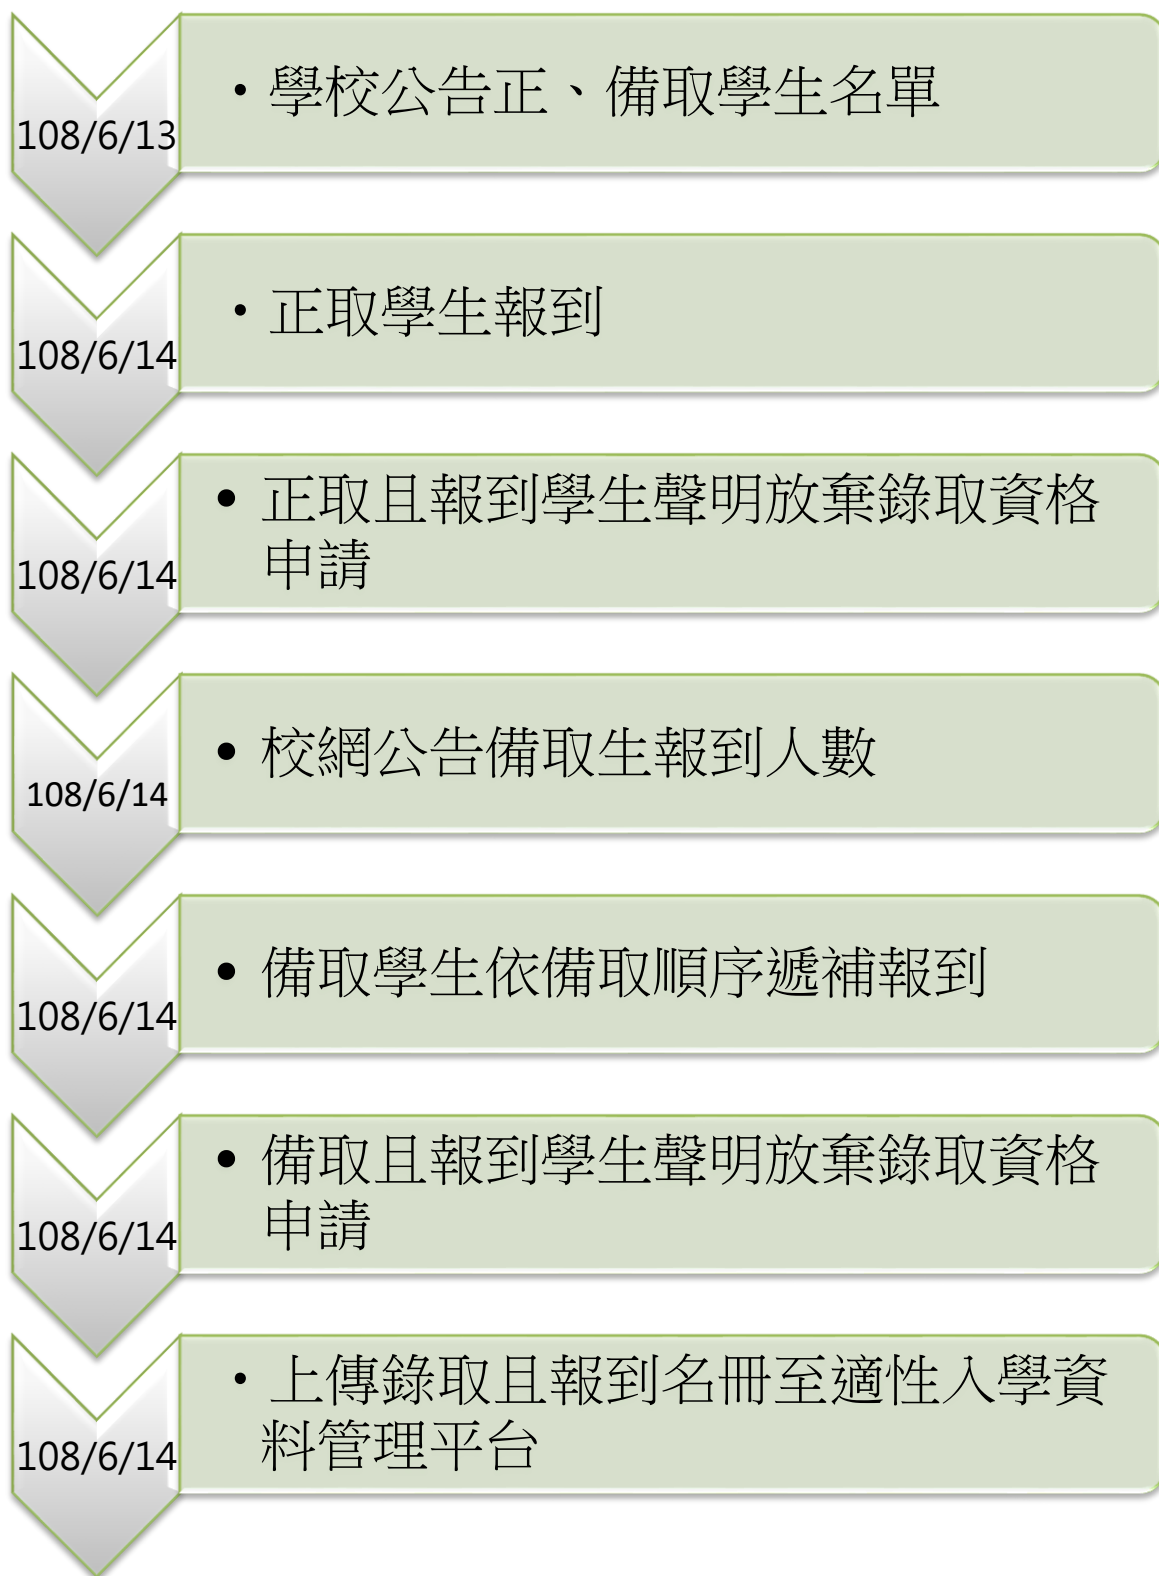 108/6/13
・學校公告正、備取學生名單
108/6/14
・正取學生報到
108/6/14
• 正取且報到學生聲明放棄錄取資格
申請
108/6/14
• 校網公告備取生報到人數
108/6/14
• 備取學生依備取順序遞補報到
108/6/14
• 備取且報到學生聲明放棄錄取資格
申請
108/6/14
・上傳錄取且報到名冊至適性入學資
料管理平台